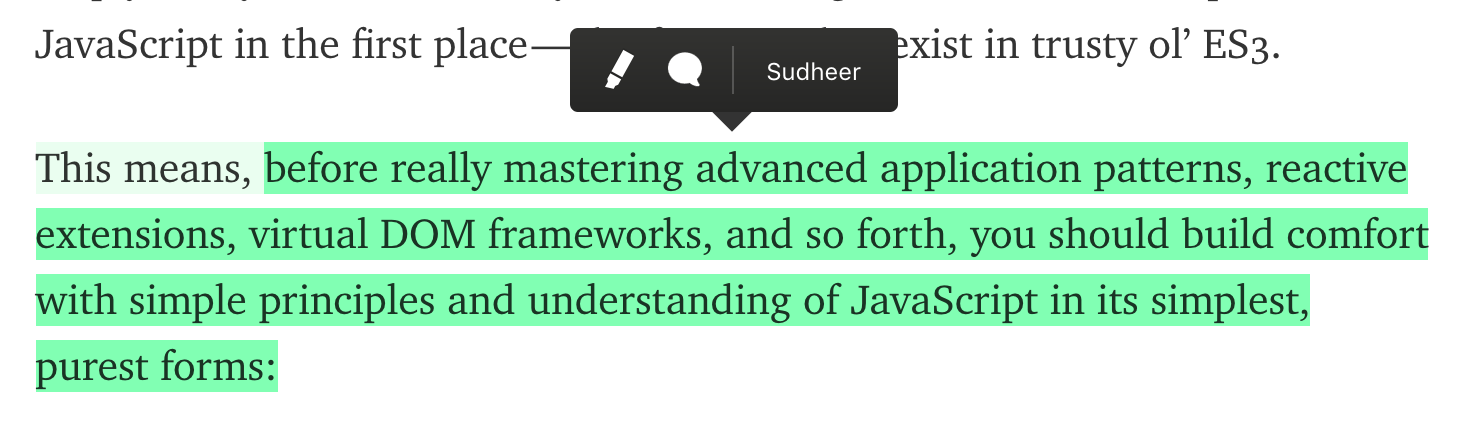 JavaScript in the first place— exist in trusty ol’ ES3.
Sudheer
This means, before really mastering advanced application patterns, reactive
extensions, virtual DOM frameworks, and so forth, you should build comfort
with simple principles and understanding of JavaScript in its simplest,
purest forms: